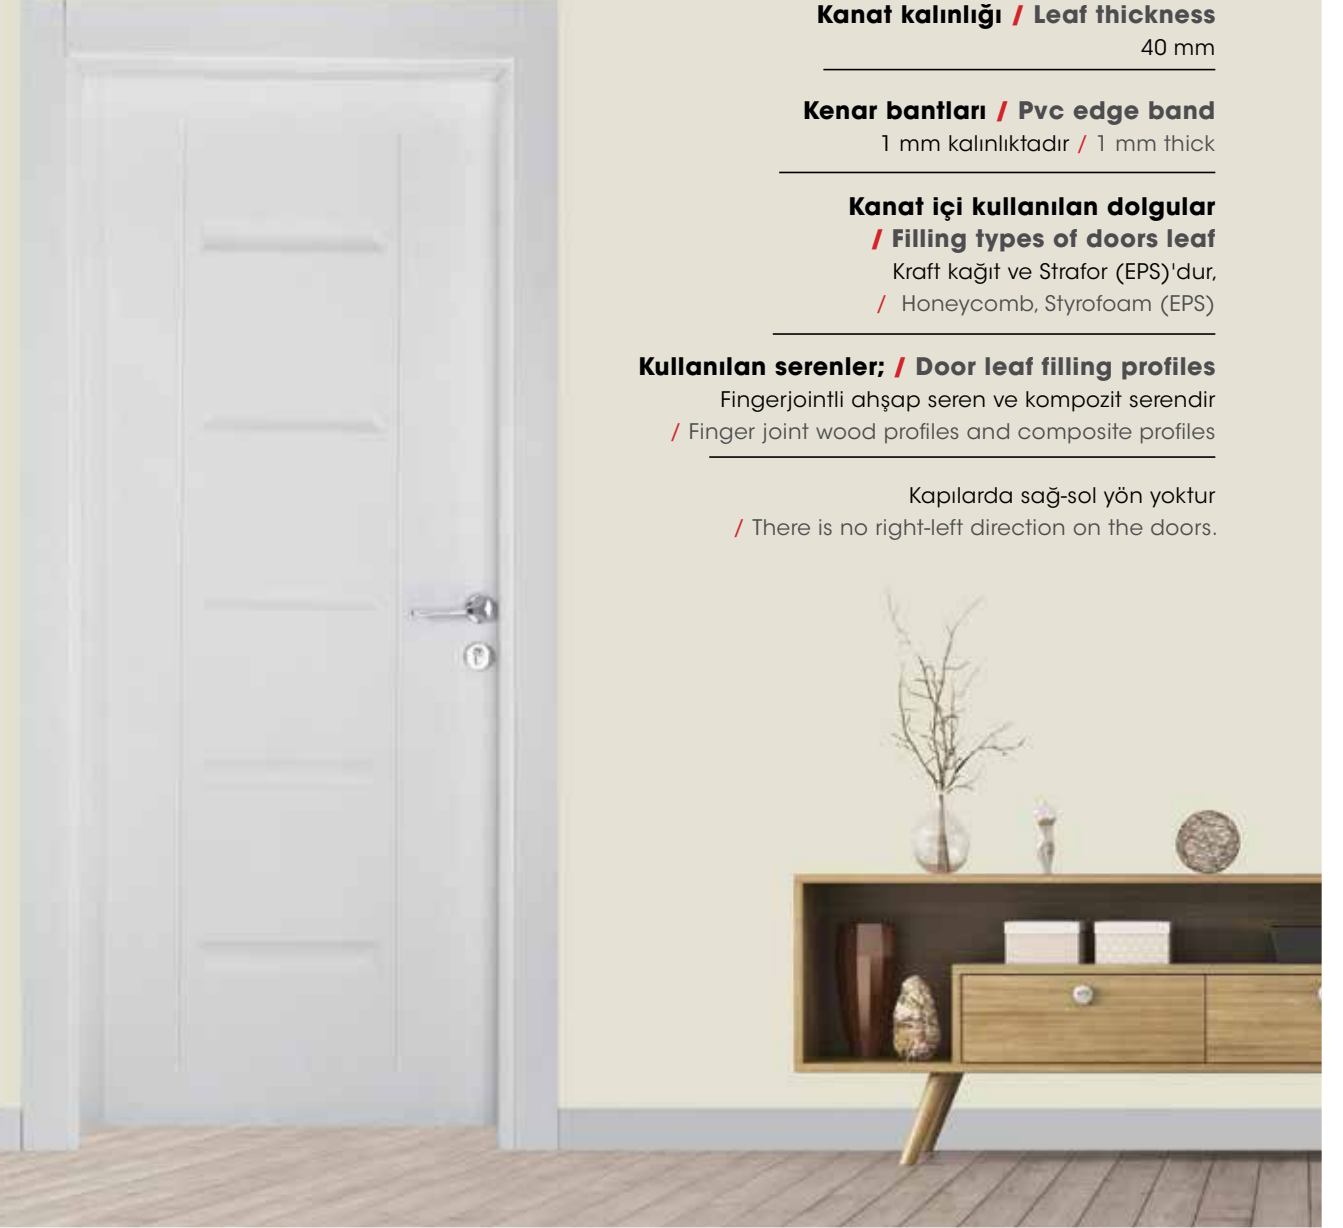 Kanat kalınlığı / Leaf thickness
40 mm
Kenar bantları / Pvc edge band
1 mm kalınlıktadır / 1 mm thick
Kanat içi kullanılan dolgular
/ Filling types of doors leaf
Kraft kağıt ve Strafor (EPS)'dur,
/ Honeycomb, Styrofoam (EPS)
Kullanılan serenler; / Door leaf filling profiles
Fingerjointli ahşap seren ve kompozit serendir
/ Finger joint wood profiles and composite profiles
Kapılarda sağ-sol yön yoktur
/ There is no right-left direction on the doors.